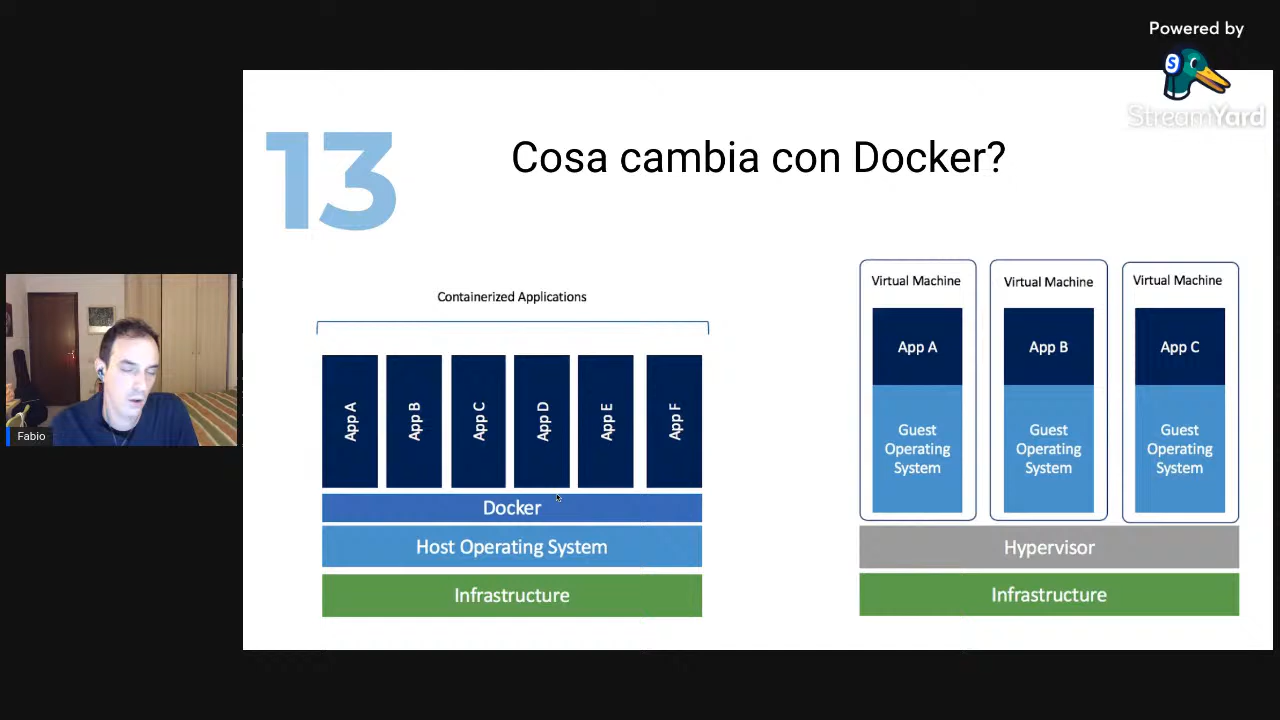 Powered by
StreamYard
13
Cosa cambia con Docker?
Containerized Applications
App A
App B
App C
App D
App E
App F
Docker
Host Operating System
Infrastructure
Virtual Machine
App A
Guest
Operating
System
Virtual Machine
App B
Guest
Operating
System
Virtual Machine
App C
Guest
Operating
System
Hypervisor
Infrastructure
Fabio